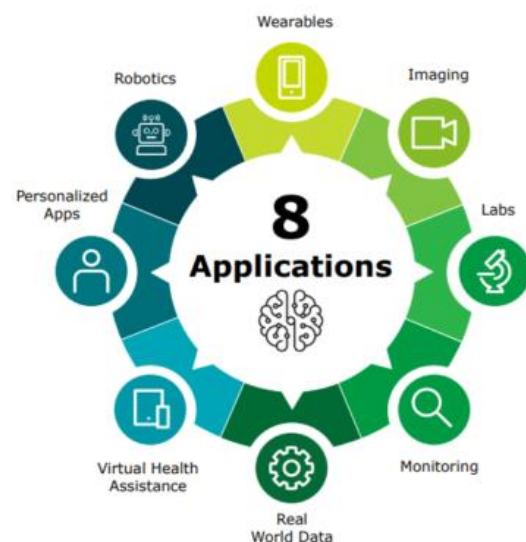 Wearables
Imaging
Labs
Monitoring
Real
World Data
Virtual Health
Assistance
Personalized
Apps
Robotics
8
Applications